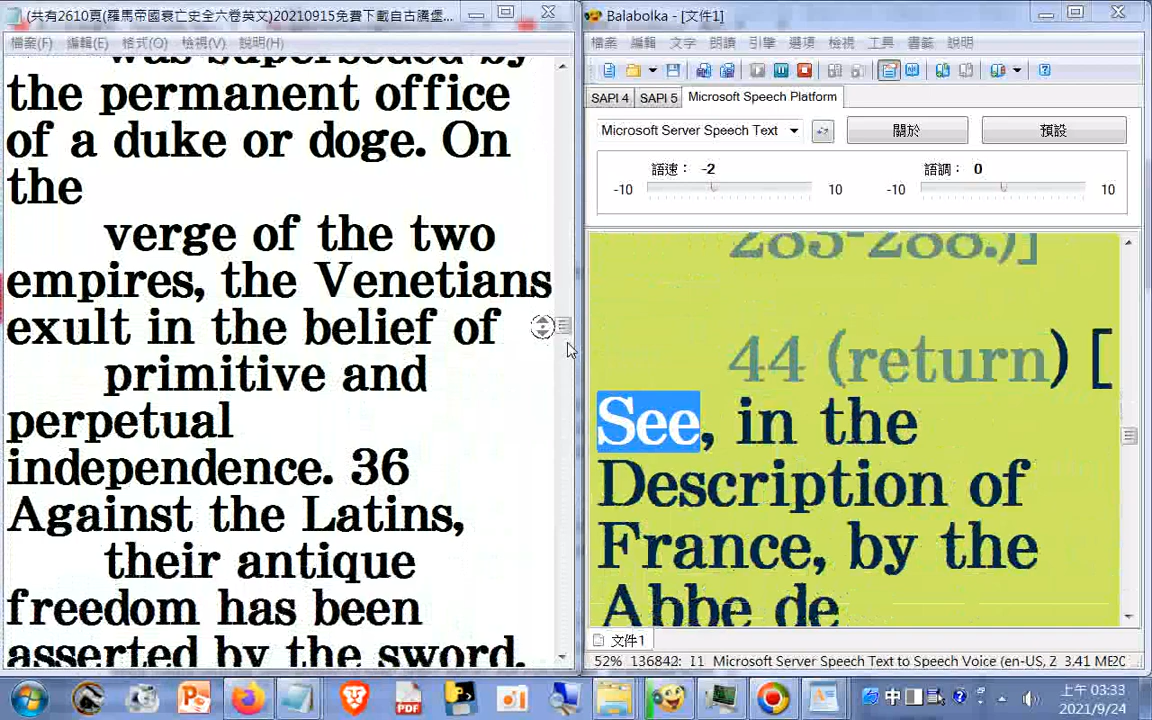 (共有2610頁(羅馬帝國衰亡史全六卷英文)20210915免費下載自古騰堡...
檔案(F) 編輯(E) 格式(O) 檢視(V) 說明(H)
was superseded by
the permanent office
of a duke or doge. On
the
verge of the two
empires, the Venetians
exult in the belief of
primitive and
perpetual
independence. 36
Against the Latins,
their antique
freedom has been
asserted by the sword.
Balabolka - [文件1]
檔案 編輯 文字 朗讀 引擎 選項 檢視 工具 書籤 說明
SAPI 4 SAPI 5 Microsoft Speech Platform
Microsoft Server Speech Text 關於 預設
語速： -2 語調： 0
-10 10 -10 10
285-288.)]
44 (return) [
See, in the
Description of
France, by the
Abbe de
文件1
52% 136842: I1 Microsoft Server Speech Text to Speech Voice (en-US, Z 3.41 ME20
中 上午 03:33
2021/9/24